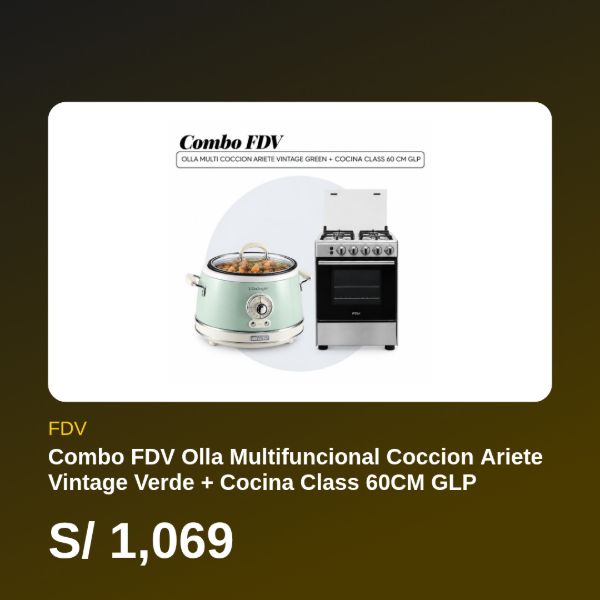 Combo FDV
OLLA MULTI COCCION ARIETE VINTAGE GREEN + COCINA CLASS 60 CM GLP
FDV
FDV
Combo FDV Olla Multifuncional Coccion Ariete
Vintage Verde + Cocina Class 60CM GLP
S/ 1,069